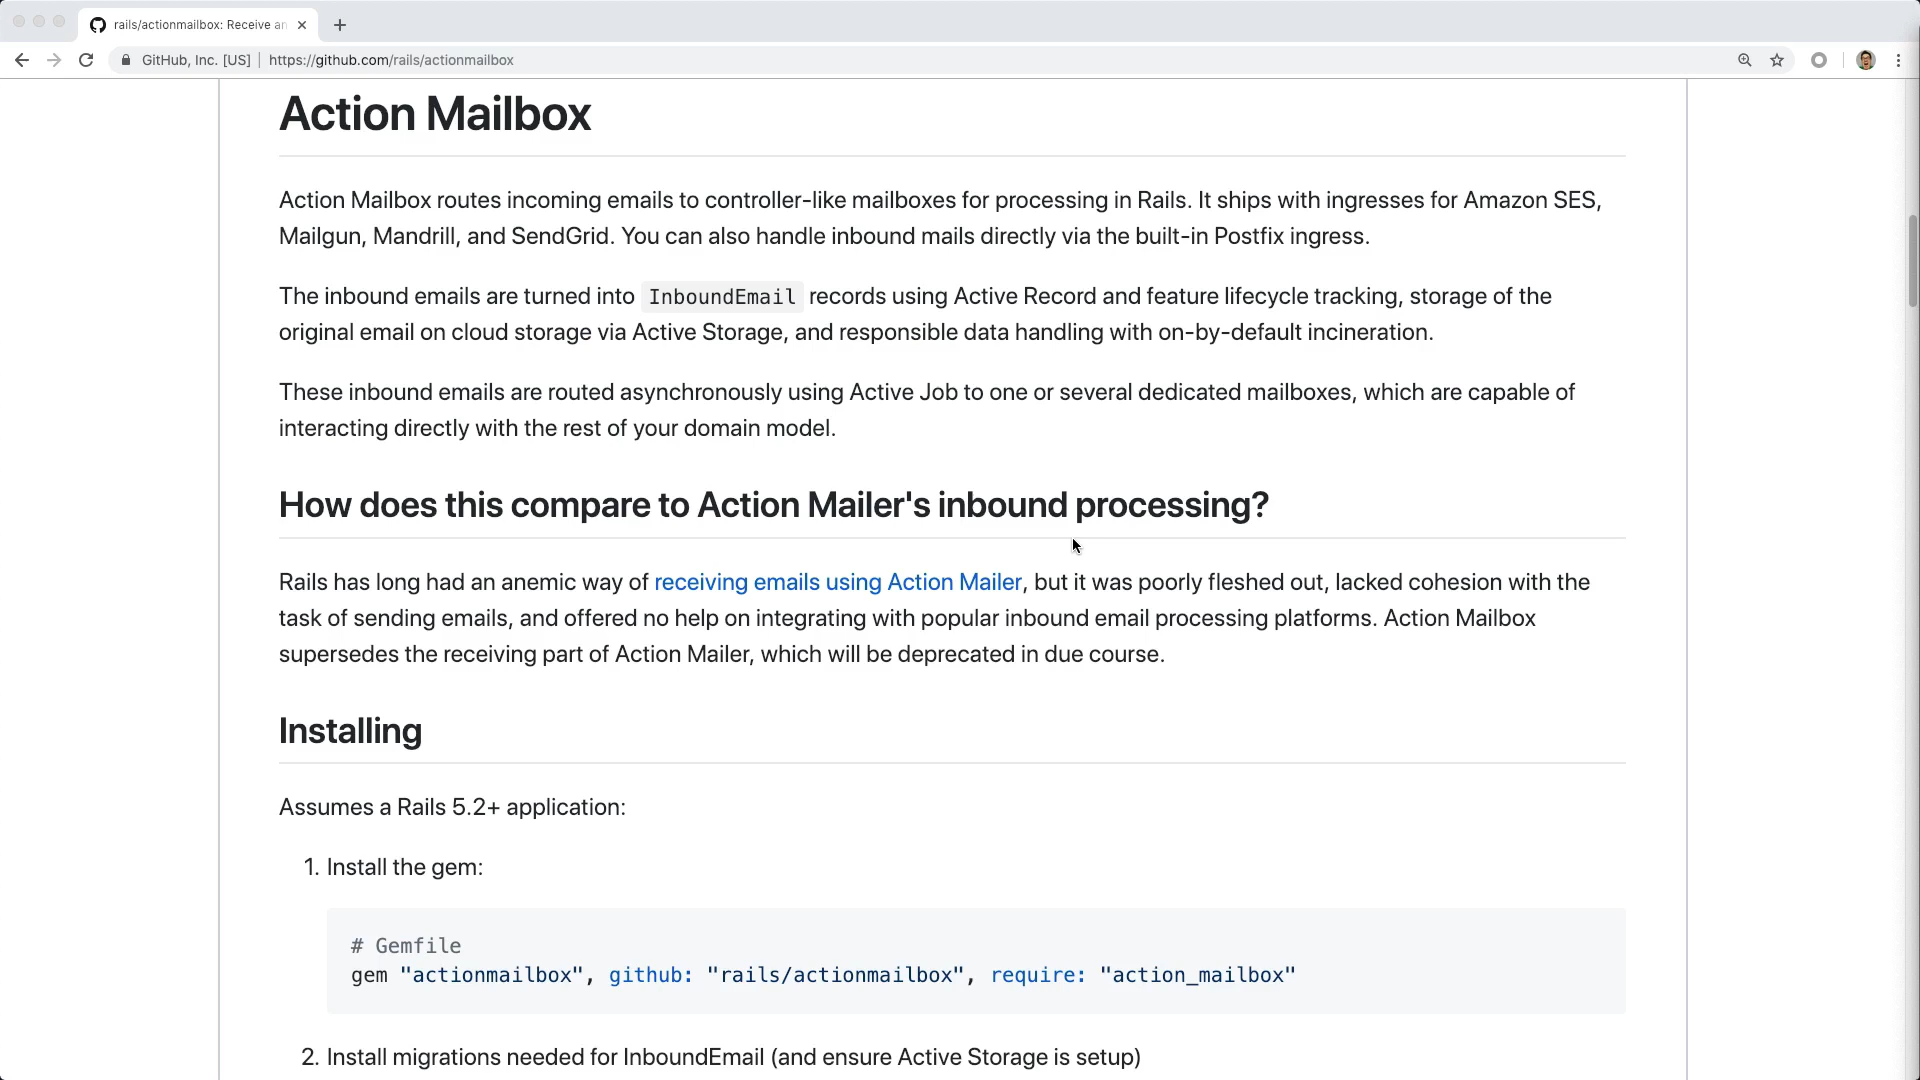 rails/actionmailbox: Receive an
GitHub, Inc. [US] | https://github.com/rails/actionmailbox
Action Mailbox
Action Mailbox routes incoming emails to controller-like mailboxes for processing in Rails. It ships with ingresses for Amazon SES,
Mailgun, Mandrill, and SendGrid. You can also handle inbound mails directly via the built-in Postfix ingress.
The inbound emails are turned into InboundEmail records using Active Record and feature lifecycle tracking, storage of the
original email on cloud storage via Active Storage, and responsible data handling with on-by-default incineration.
These inbound emails are routed asynchronously using Active Job to one or several dedicated mailboxes, which are capable of
interacting directly with the rest of your domain model.
How does this compare to Action Mailer's inbound processing?
Rails has long had an anemic way of receiving emails using Action Mailer, but it was poorly fleshed out, lacked cohesion with the
task of sending emails, and offered no help on integrating with popular inbound email processing platforms. Action Mailbox
supersedes the receiving part of Action Mailer, which will be deprecated in due course.
Installing
Assumes a Rails 5.2+ application:
1. Install the gem:
# Gemfile
gem "actionmailbox", github: "rails/actionmailbox", require: "action_mailbox"
2. Install migrations needed for InboundEmail (and ensure Active Storage is setup)